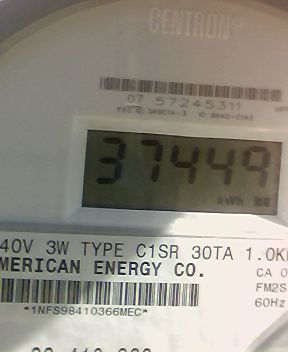 CENTRON®
07 57245311
37449
kWh
40V 3W TYPE C1SR 30TA 1.0K
MERICAN ENERGY CO.
CA 0
FM2S
60Hz
*1NFS98410366MEC*